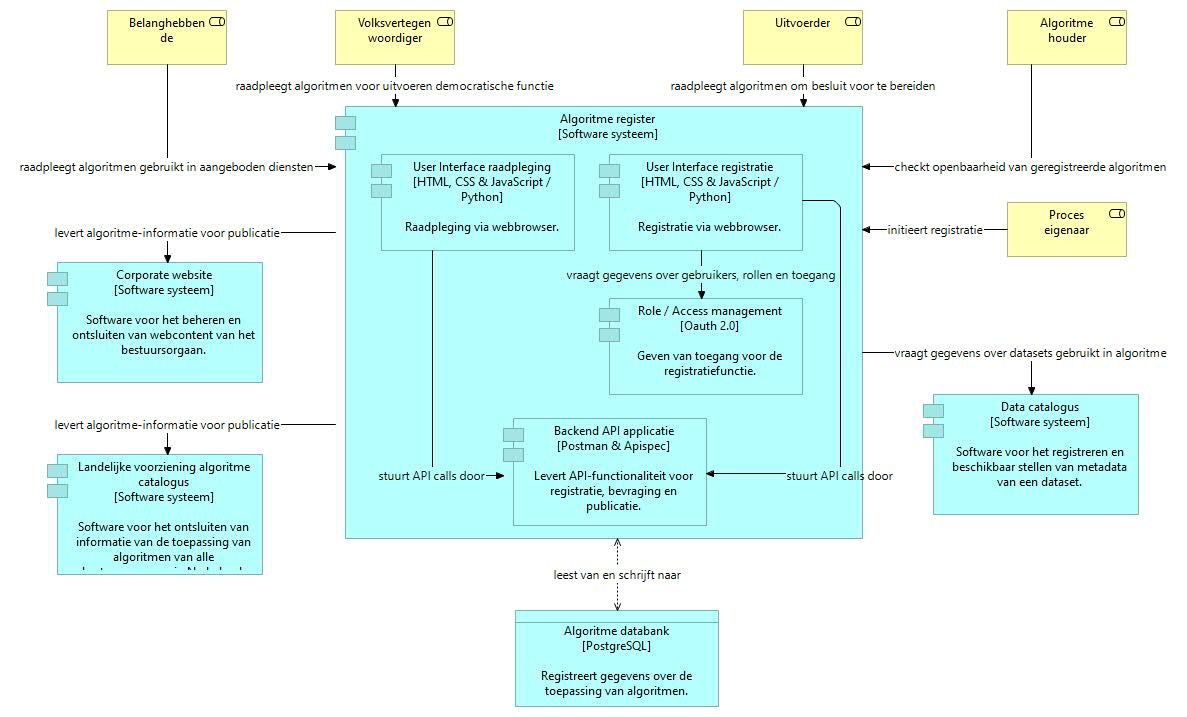 Belanghebben
de
Volksvertegen
woordiger
Uitvoerder
Algoritme
houder
raadpleegt algoritmen voor uitvoeren democratische functie
raadpleegt algoritmen om besluit voor te bereiden
Algoritme register
[Software systeem]
raadpleegt algoritmen gebruikt in aangeboden diensten
checkt openbaarheid van geregistreerde algoritmen
User Interface raadpleging
[HTML, CSS & JavaScript /
Python]
Raadpleging via webbrowser.
User Interface registratie
[HTML, CSS & JavaScript /
Python]
Registratie via webbrowser.
Proces
eigenaar
initieert registratie
levert algoritme-informatie voor publicatie
Corporate website
[Software systeem]
Software voor het beheren en
ontsluiten van webcontent van het
bestuursorgaan.
vraagt gegevens over gebruikers, rollen en toegang
Role / Access management
[Oauth 2.0]
Geven van toegang voor de
registratiefunctie.
vraagt gegevens over datasets gebruikt in algoritme
Data catalogus
[Software systeem]
Software voor het registreren en
beschikbaar stellen van metadata
van een dataset.
levert algoritme-informatie voor publicatie
Landelijke voorziening algoritme
catalogus
[Software systeem]
Software voor het ontsluiten van
informatie van de toepassing van
algoritmen van alle
Backend API applicatie
[Postman & Apispec]
Levert API-functionaliteit voor
registratie, bevraging en
publicatie.
stuurt API calls door
stuurt API calls door
leest van en schrijft naar
Algoritme databank
[PostgreSQL]
Registreert gegevens over de
toepassing van algoritmen.